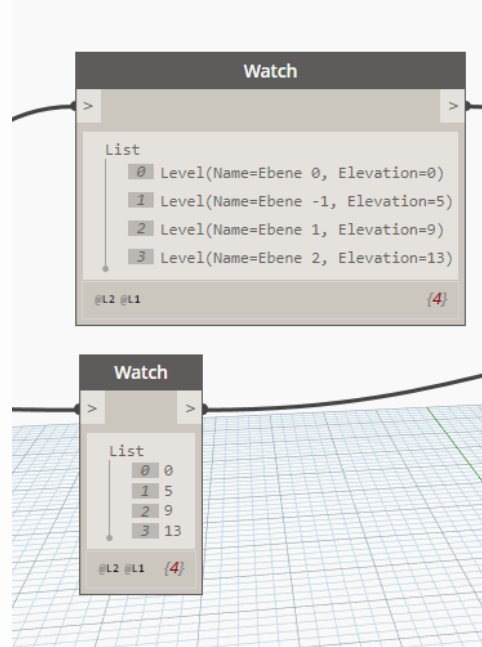 Watch
> >
List
0 Level(Name=Ebene 0, Elevation=0)
1 Level(Name=Ebene -1, Elevation=5)
2 Level(Name=Ebene 1, Elevation=9)
3 Level(Name=Ebene 2, Elevation=13)
@L2 @L1 {4}
Watch
> >
List
0 0
1 5
2 9
3 13
@L2 @L1 {4}